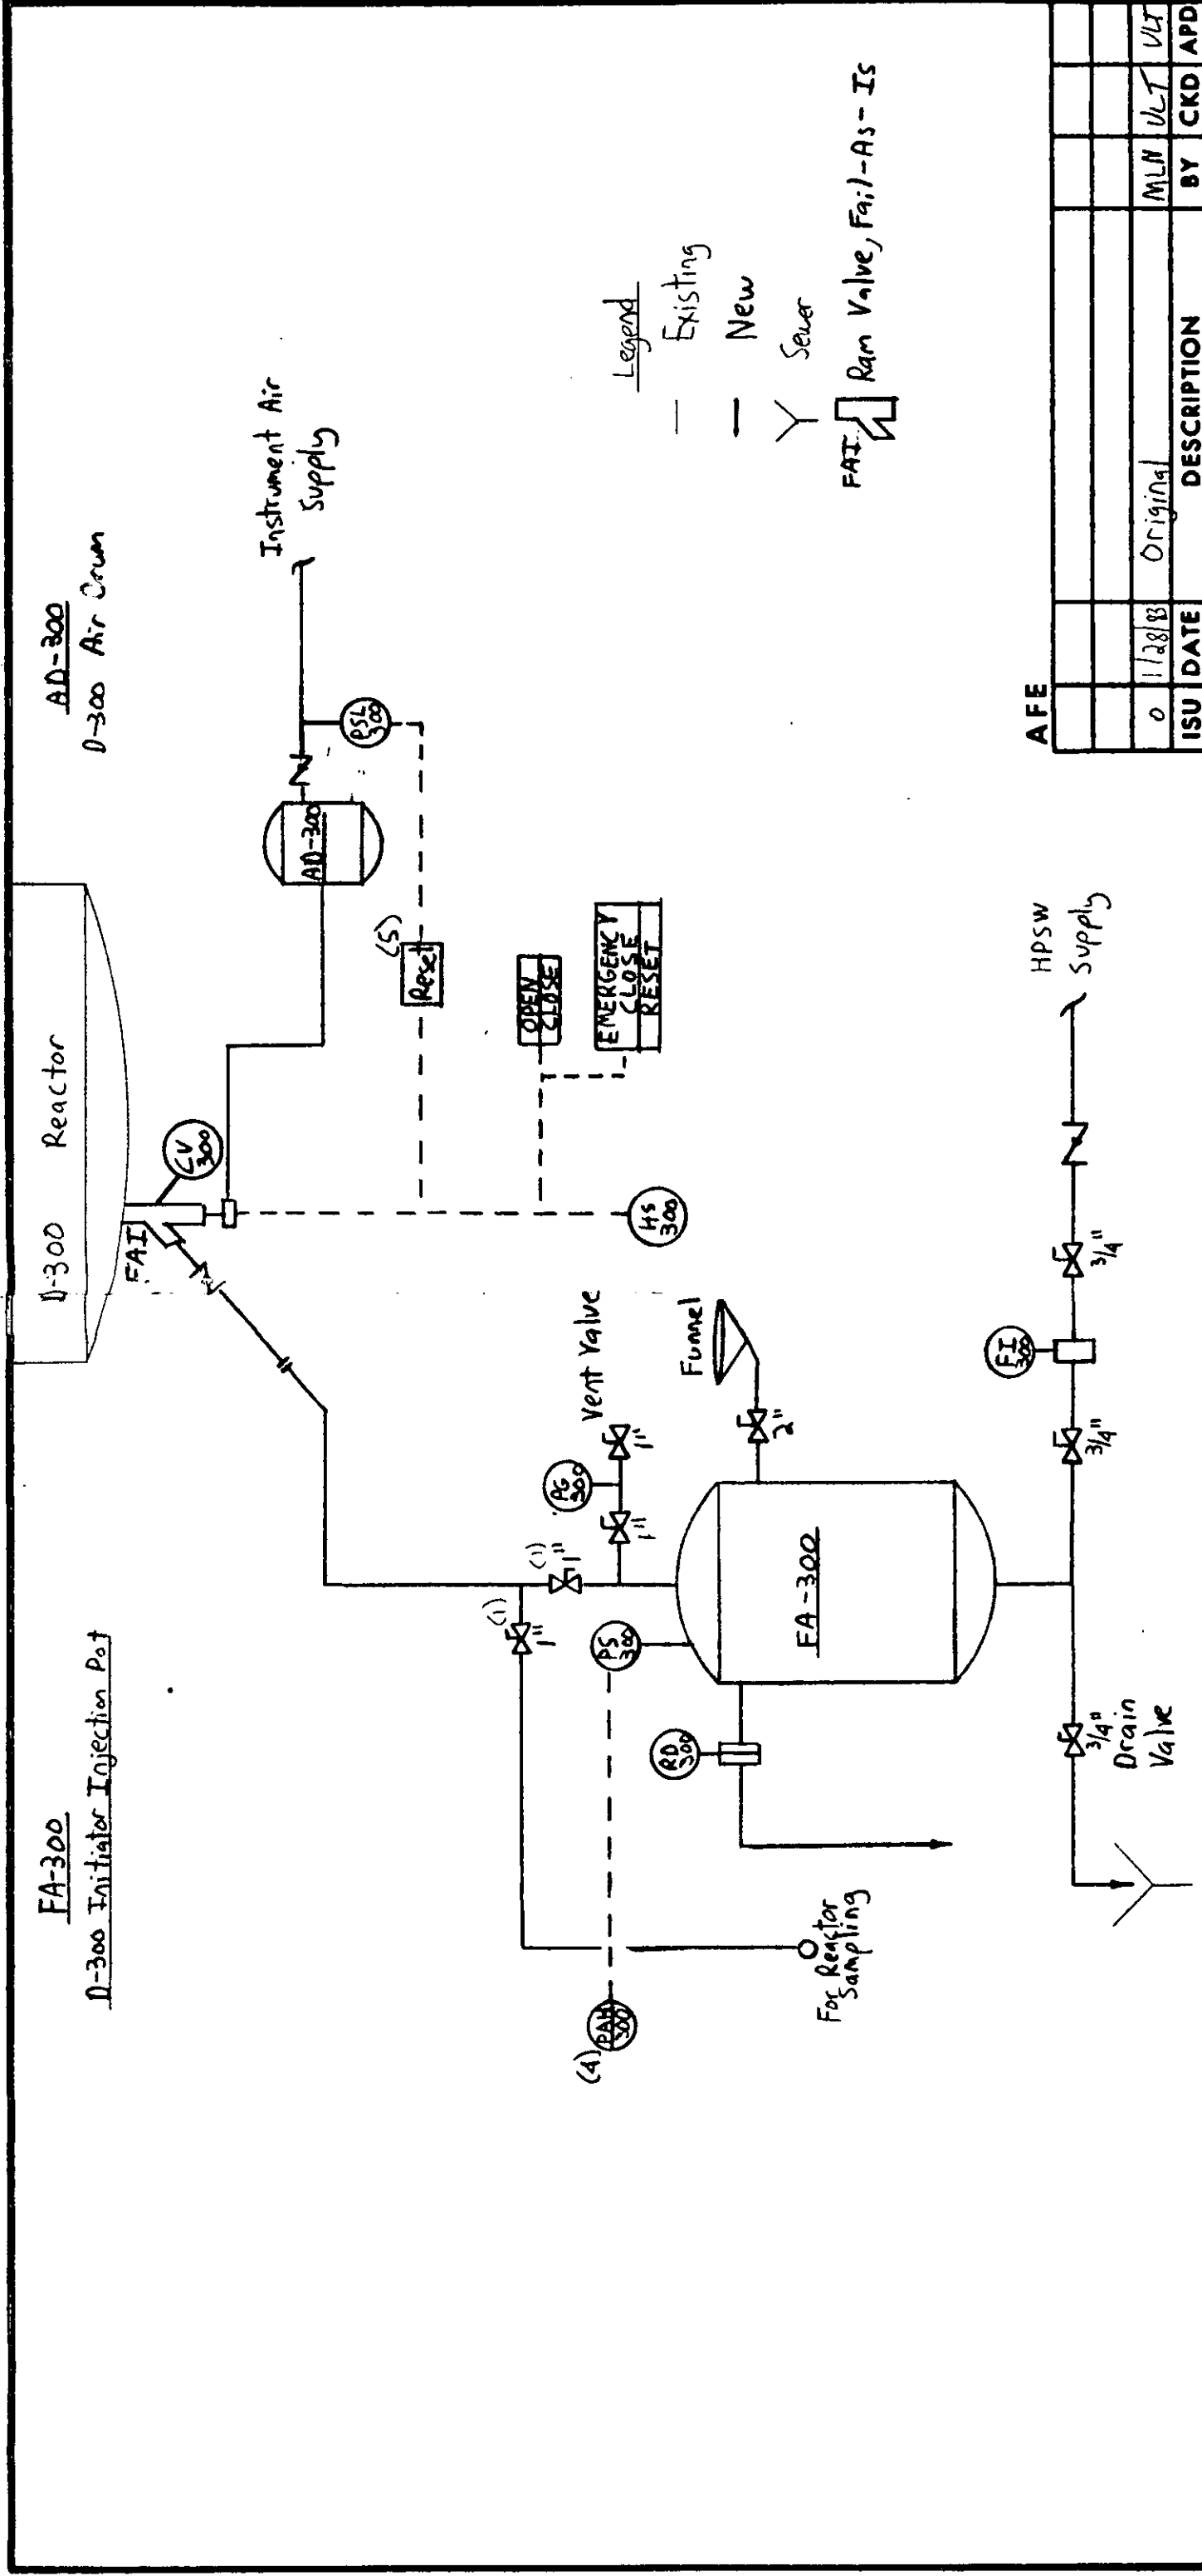 FA-300
D-300 Initiator Injection Pot
AD-300
D-300 Air Drum
D-300 Reactor
FAI
CV
300
Instrument Air
Supply
AD-300
PSL
300
(5)
Reset
OPEN
CLOSE
EMERGENCY
CLOSE
RESET
HS
300
(1)
1"
(1)
1"
PG
300
Vent Valve
1"
1"
PS
300
(4)
PAH
300
RD
300
Funnel
2"
FA-300
For Reactor
Sampling
3/4"
Drain
Valve
3/4"
FI
300
3/4"
HPSW
Supply
Legend
Existing
New
Sewer
FAI
Ram Valve, Fail-As-Is
AFE
0 1/28/83 Original MLN VLT VLT
ISU DATE DESCRIPTION BY CKD APD